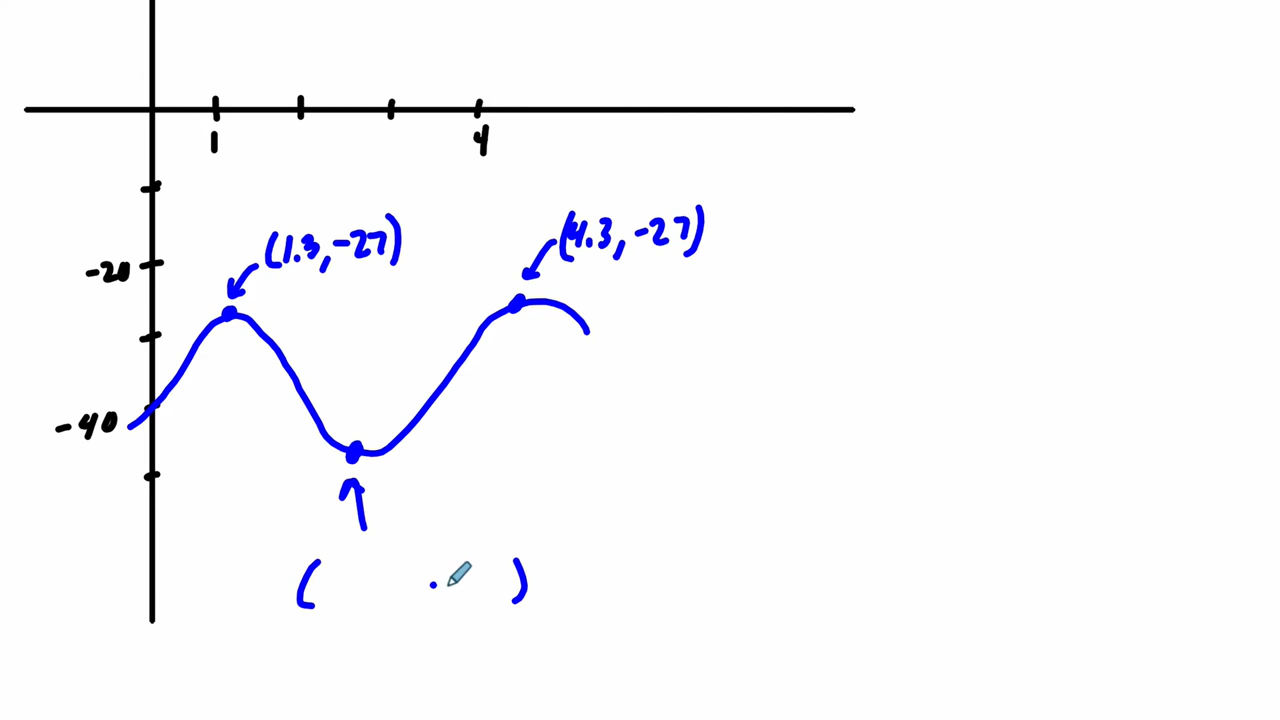 1 4
(1.3, -27) (4.3, -27)
-20
-40
( . )